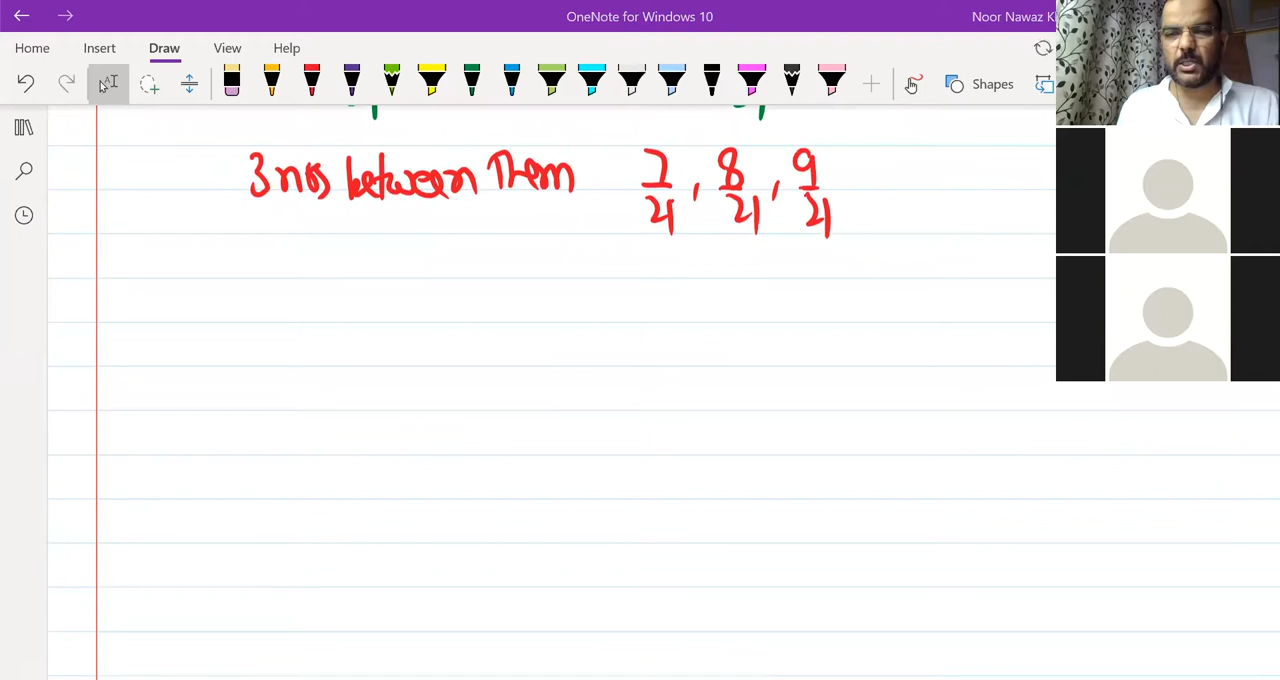 OneNote for Windows 10
Noor Nawaz K
Home Insert Draw View Help
Shapes
3 nos between Them 7/21, 8/21, 9/21